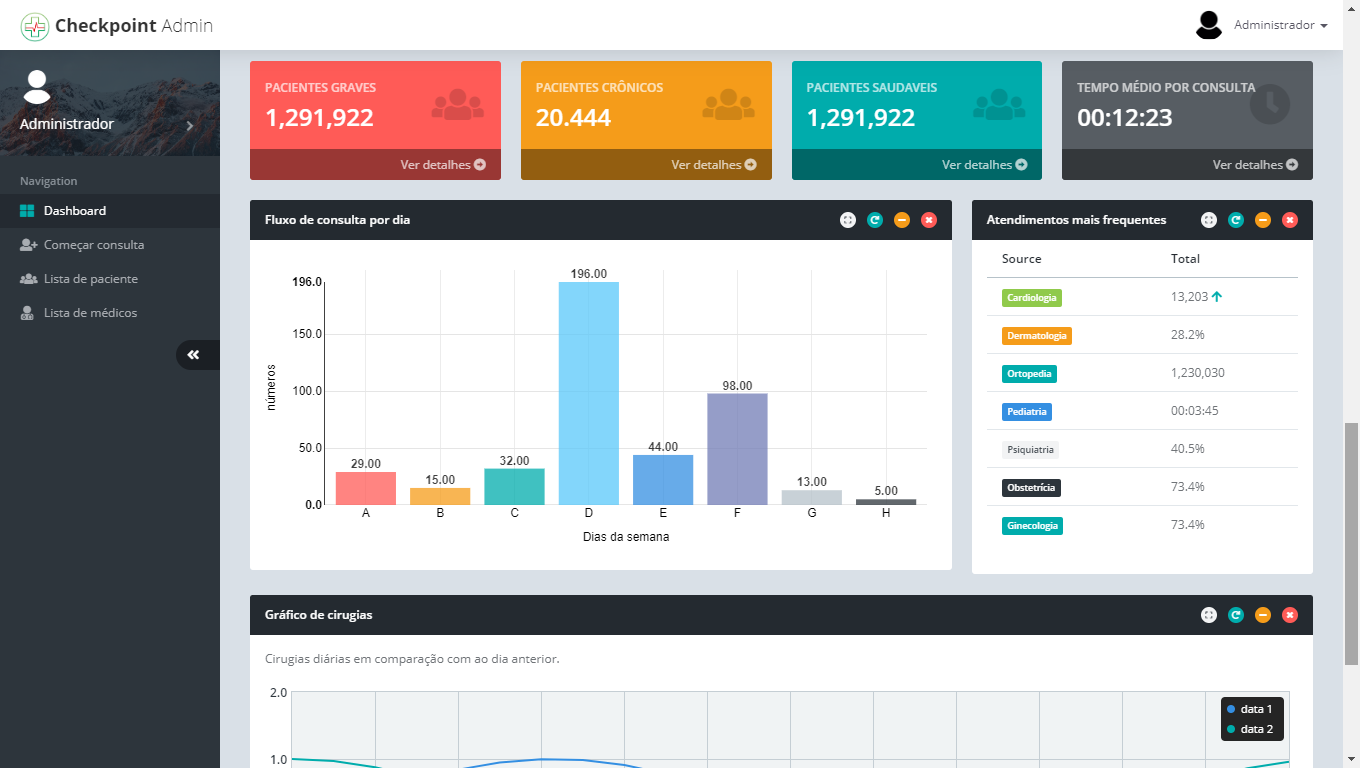 Checkpoint Admin
Administrador
Administrador
Navigation
Dashboard
Começar consulta
Lista de paciente
Lista de médicos
PACIENTES GRAVES
1,291,922
Ver detalhes
PACIENTES CRÔNICOS
20.444
Ver detalhes
PACIENTES SAUDAVEIS
1,291,922
Ver detalhes
TEMPO MÉDIO POR CONSULTA
00:12:23
Ver detalhes
Fluxo de consulta por dia
números
196.0
150.0
100.0
50.0
0.0
29.00
15.00
32.00
196.00
44.00
98.00
13.00
5.00
A B C D E F G H
Dias da semana
Atendimentos mais frequentes
Source Total
Cardiologia 13,203
Dermatologia 28.2%
Ortopedia 1,230,030
Pediatria 00:03:45
Psiquiatria 40.5%
Obstetrícia 73.4%
Ginecologia 73.4%
Gráfico de cirugias
Cirugias diárias em comparação com ao dia anterior.
2.0
1.0
data 1
data 2